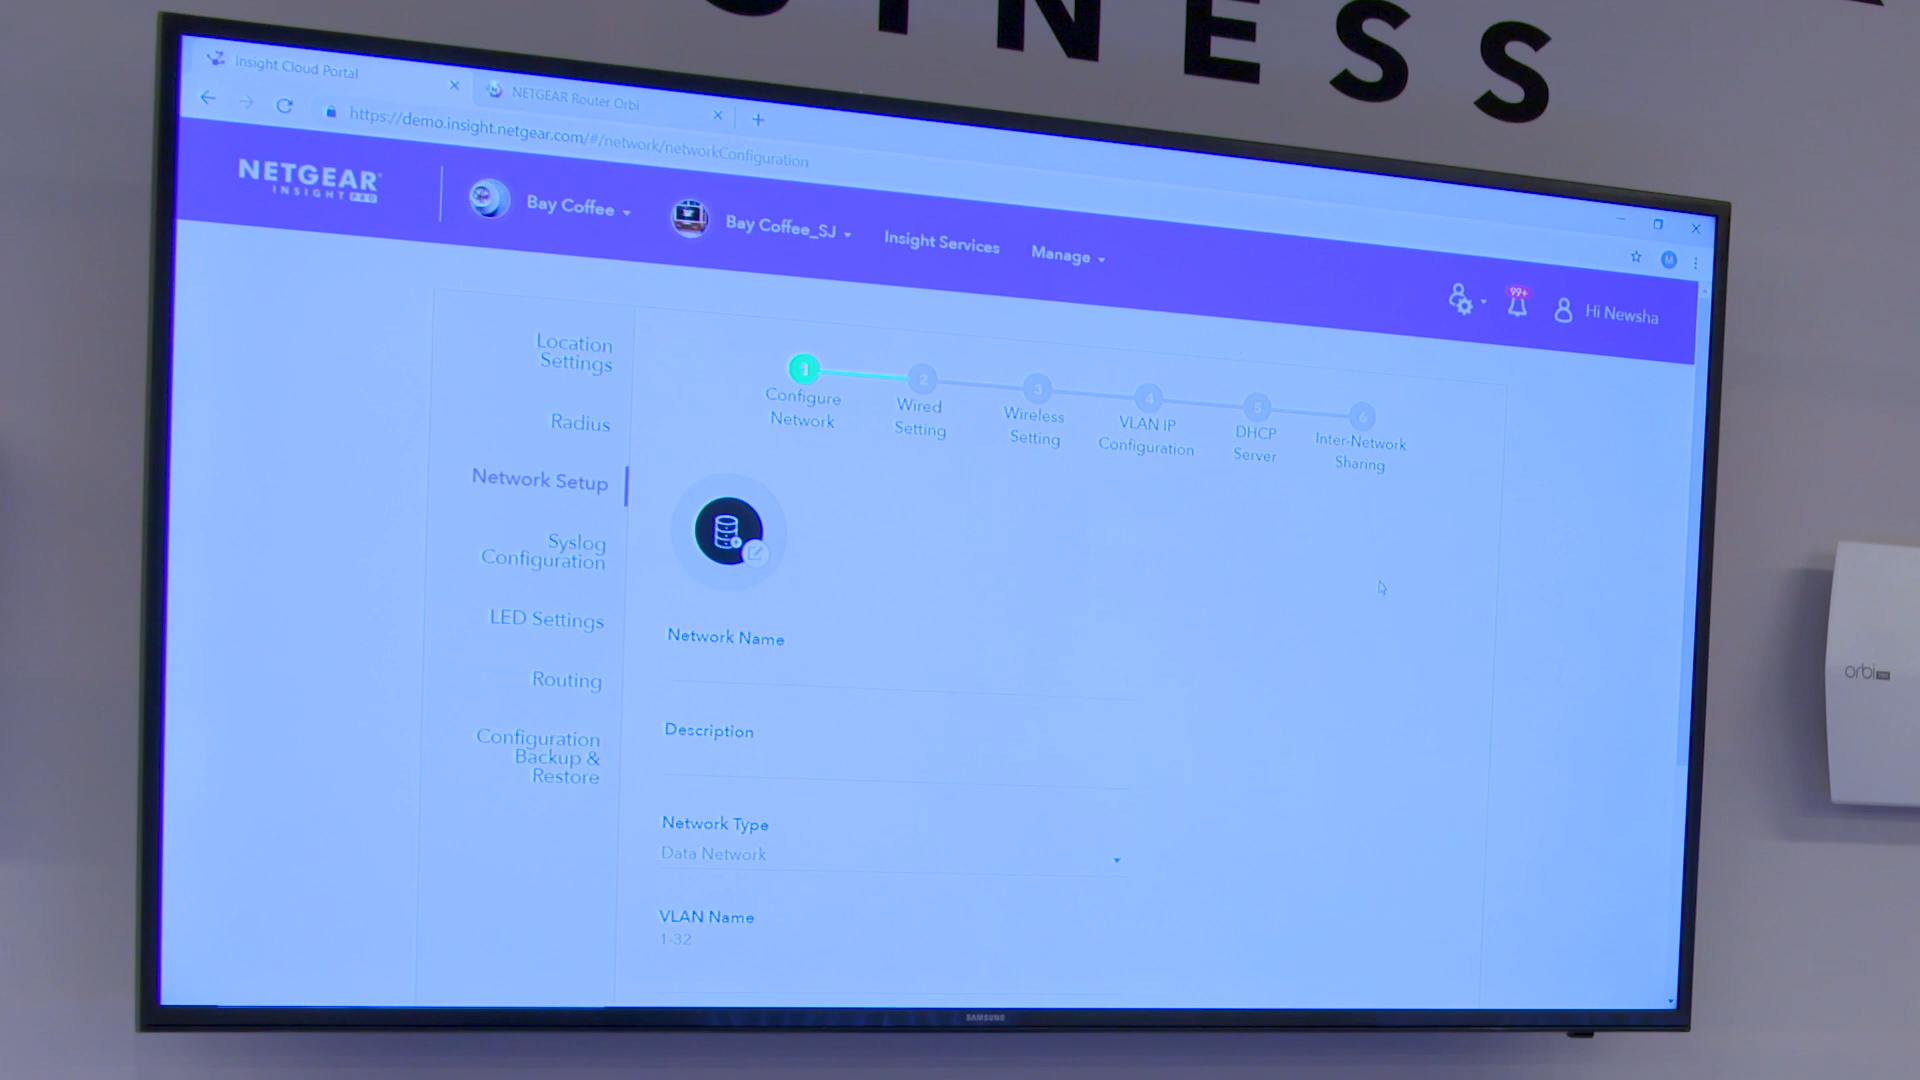 NESS
Insight Cloud Portal
NETGEAR Router Orbi
https://demo.insight.netgear.com/#/network/networkConfiguration
NETGEAR
INSIGHT PRO
Bay Coffee
Bay Coffee_SJ
Insight Services
Manage
99+
Hi Newsha
M
Location
Settings
Radius
Network Setup
Syslog
Configuration
LED Settings
Routing
Configuration
Backup &
Restore
1
Configure
Network
2
Wired
Setting
3
Wireless
Setting
4
VLAN IP
Configuration
5
DHCP
Server
6
Inter-Network
Sharing
Network Name
Description
Network Type
Data Network
VLAN Name
1-32
SAMSUNG
orbi